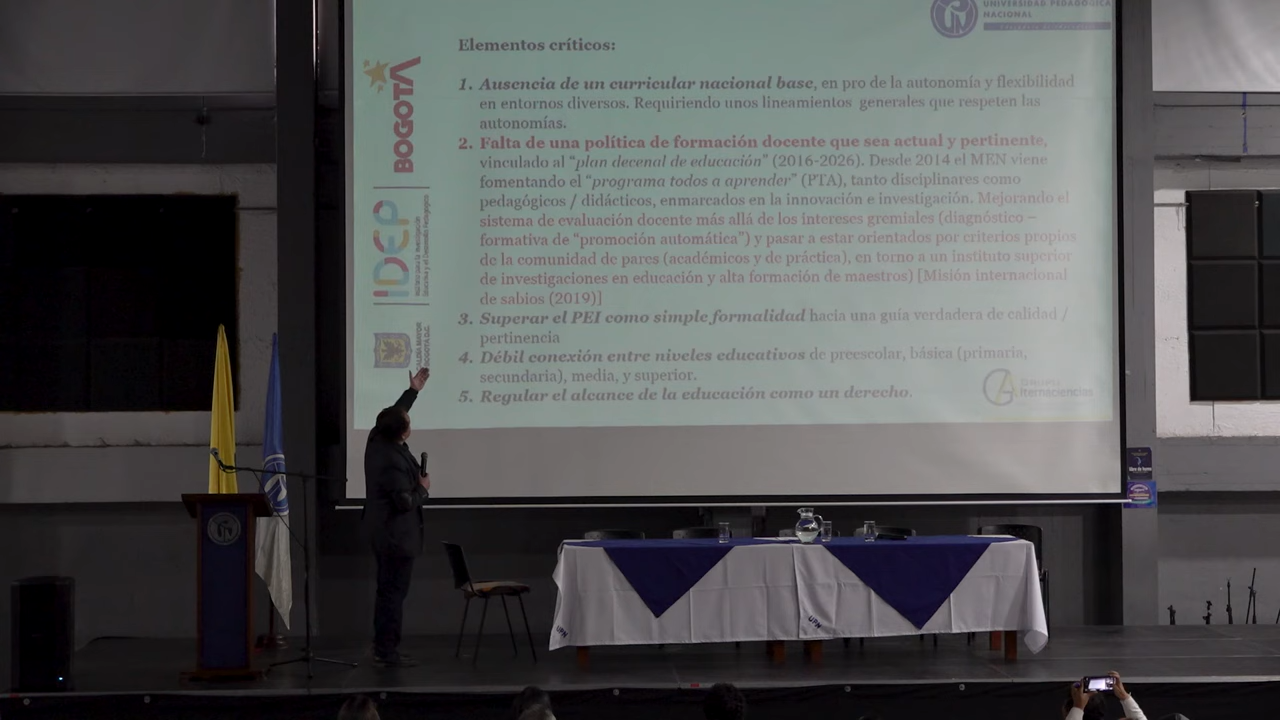 UNIVERSIDAD PEDAGÓGICA
NACIONAL
Elementos críticos:
1. Ausencia de un curricular nacional base, en pro de la autonomía y flexibilidad
en entornos diversos. Requiriendo unos lineamientos generales que respeten las
autonomías.
2. Falta de una política de formación docente que sea actual y pertinente,
vinculado al “plan decenal de educación” (2016-2026). Desde 2014 el MEN viene
fomentando el “programa todos a aprender” (PTA), tanto disciplinares como
pedagógicos / didácticos, enmarcados en la innovación e investigación. Mejorando el
sistema de evaluación docente más allá de los intereses gremiales (diagnóstico –
formativa de “promoción automática”) y pasar a estar orientados por criterios propios
de la comunidad de pares (académicos y de práctica), en torno a un instituto superior
de investigaciones en educación y alta formación de maestros) [Misión internacional
de sabios (2019)]
3. Superar el PEI como simple formalidad hacia una guía verdadera de calidad /
pertinencia
4. Débil conexión entre niveles educativos de preescolar, básica (primaria,
secundaria), media, y superior.
5. Regular el alcance de la educación como un derecho.
BOGOTÁ
IDEP
ALCALDÍA MAYOR
BOGOTÁ D.C.
iternaciencias
UPN
UPN